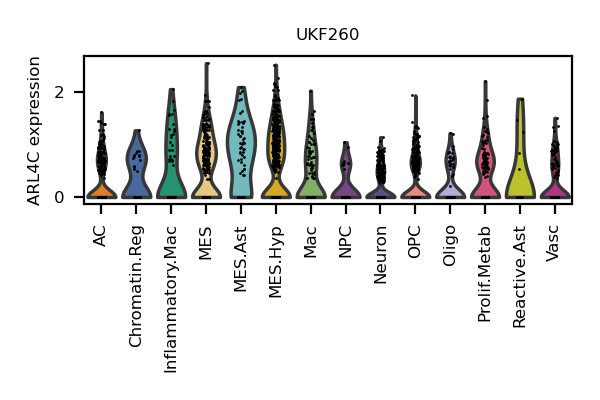 UKF260
ARL4C expression
2
0
AC
Chromatin.Reg
Inflammatory.Mac
MES
MES.Ast
MES.Hyp
Mac
NPC
Neuron
OPC
Oligo
Prolif.Metab
Reactive.Ast
Vasc